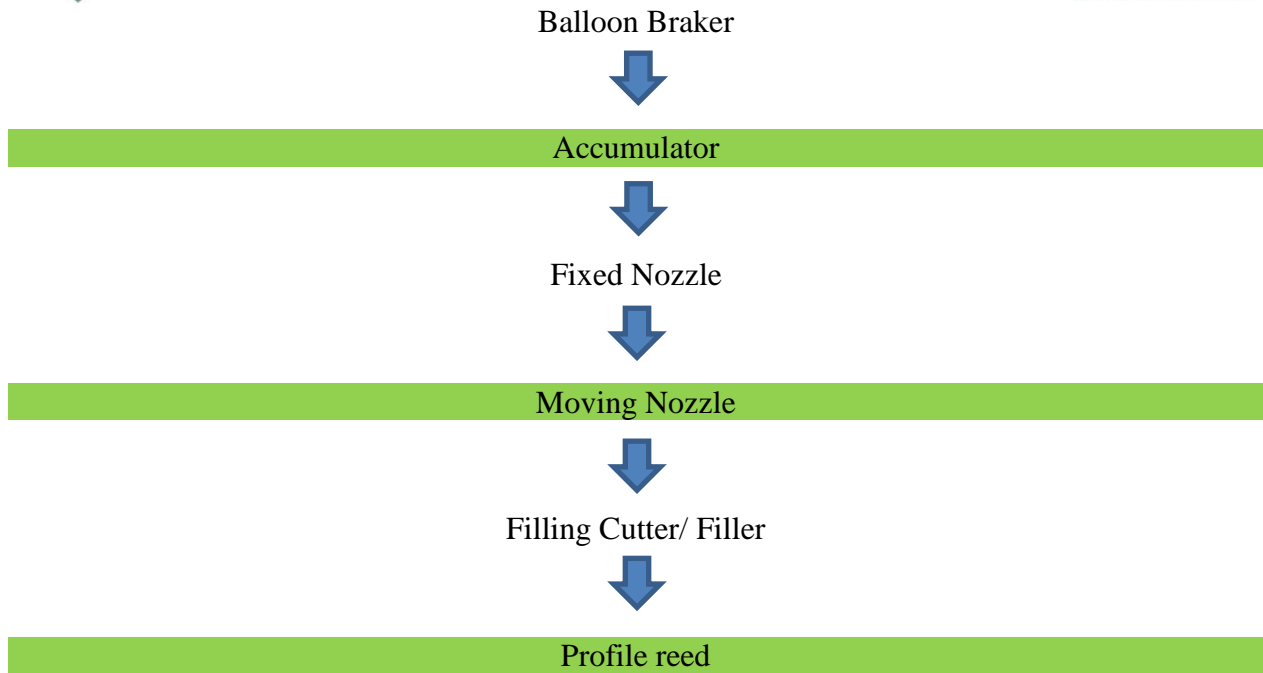 Balloon Braker
Accumulator
Fixed Nozzle
Moving Nozzle
Filling Cutter/ Filler
Profile reed